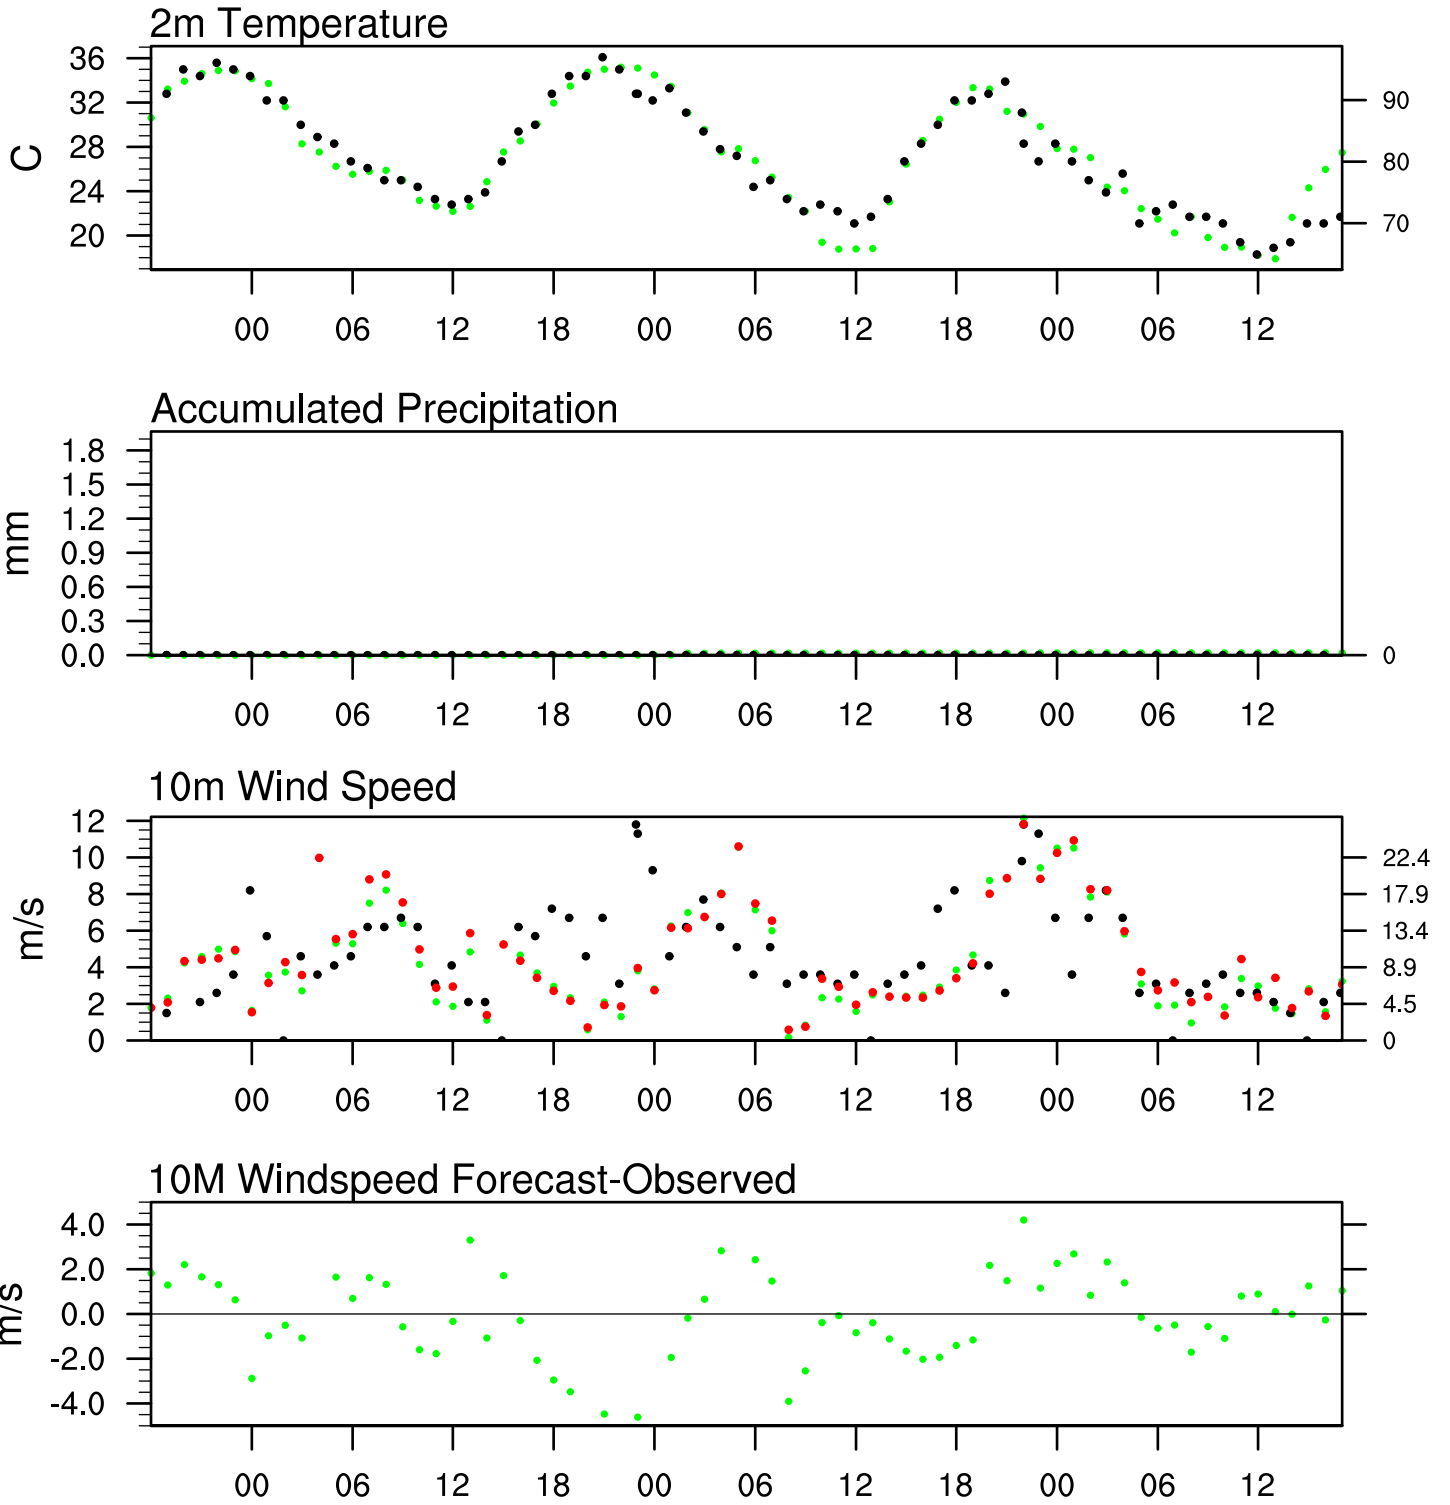 2m Temperature
36
32
28
24
20
C
90
80
70
00 06 12 18 00 06 12 18 00 06 12
Accumulated Precipitation
1.8
1.5
1.2
0.9
0.6
0.3
0.0
mm
0
00 06 12 18 00 06 12 18 00 06 12
10m Wind Speed
12
10
8
6
4
2
0
m/s
22.4
17.9
13.4
8.9
4.5
0
00 06 12 18 00 06 12 18 00 06 12
10M Windspeed Forecast-Observed
4.0
2.0
0.0
-2.0
-4.0
m/s
00 06 12 18 00 06 12 18 00 06 12